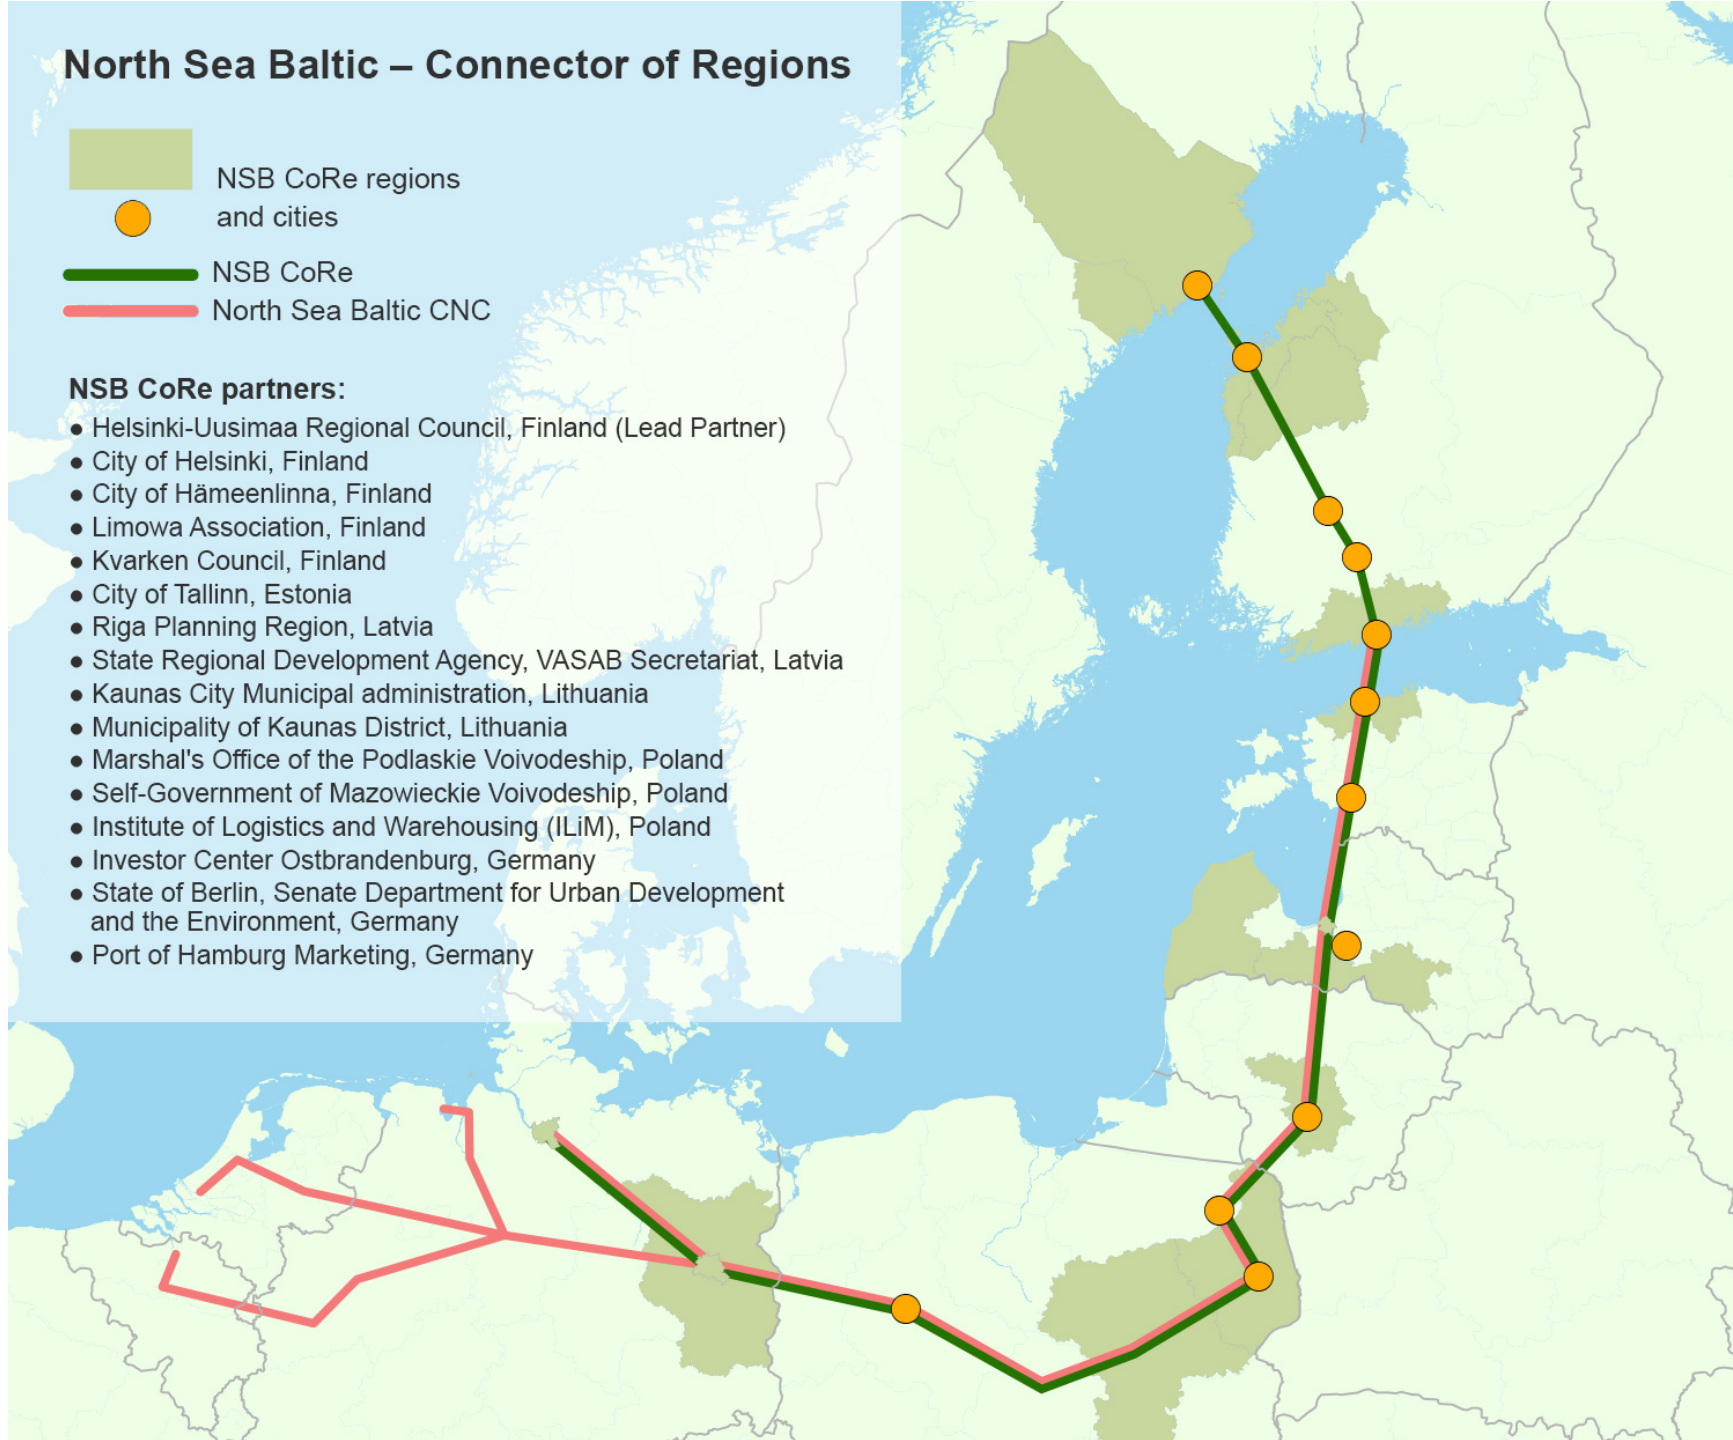 North Sea Baltic – Connector of Regions
NSB CoRe regions
and cities
NSB CoRe
North Sea Baltic CNC
NSB CoRe partners:
● Helsinki-Uusimaa Regional Council, Finland (Lead Partner)
● City of Helsinki, Finland
● City of Hämeenlinna, Finland
● Limowa Association, Finland
● Kvarken Council, Finland
● City of Tallinn, Estonia
● Riga Planning Region, Latvia
● State Regional Development Agency, VASAB Secretariat, Latvia
● Kaunas City Municipal administration, Lithuania
● Municipality of Kaunas District, Lithuania
● Marshal's Office of the Podlaskie Voivodeship, Poland
● Self-Government of Mazowieckie Voivodeship, Poland
● Institute of Logistics and Warehousing (ILiM), Poland
● Investor Center Ostbrandenburg, Germany
● State of Berlin, Senate Department for Urban Development
and the Environment, Germany
● Port of Hamburg Marketing, Germany